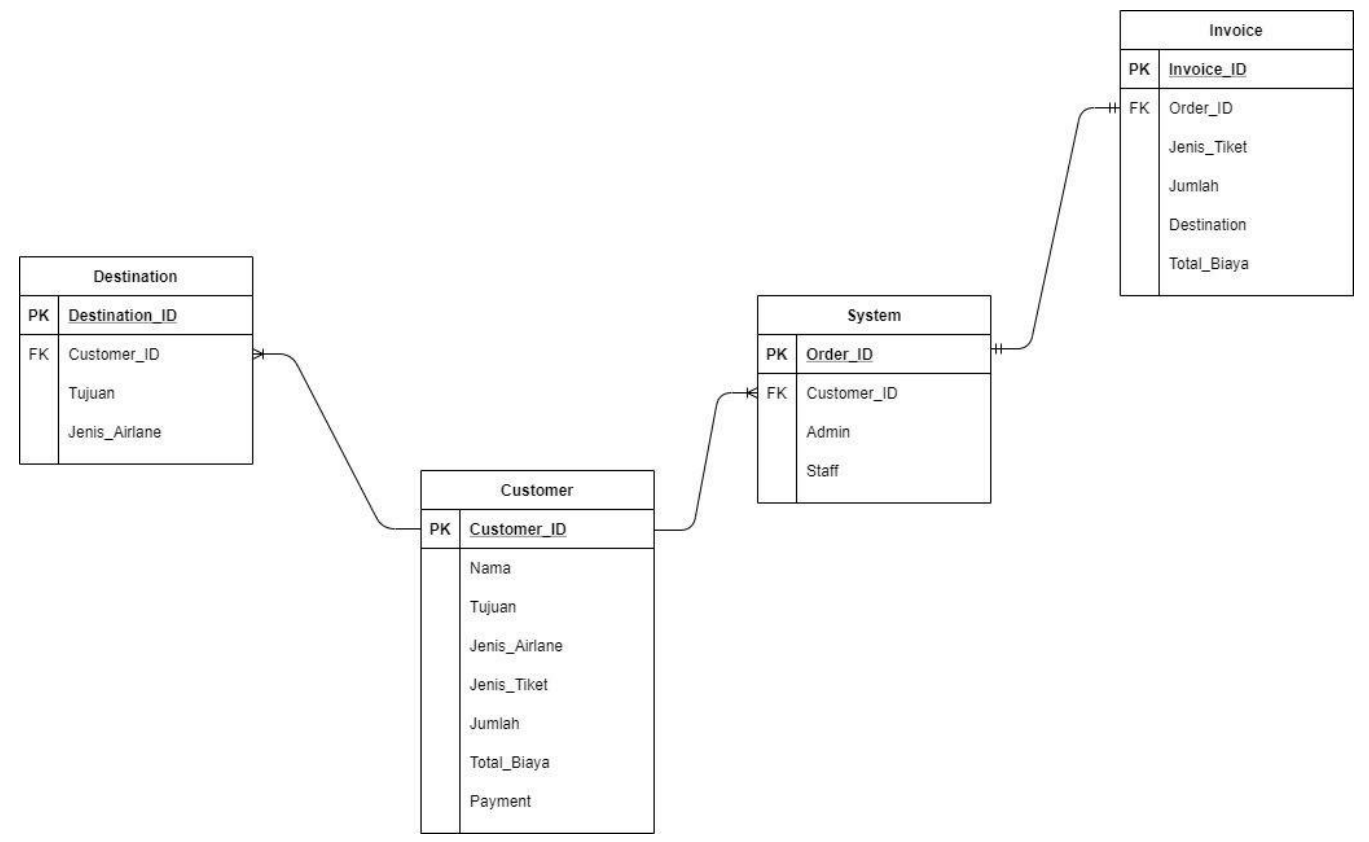 Invoice
PK Invoice_ID
FK Order_ID
Jenis_Tiket
Jumlah
Destination
Total_Biaya
Destination
PK Destination_ID
FK Customer_ID
Tujuan
Jenis_Airlane
System
PK Order_ID
FK Customer_ID
Admin
Staff
Customer
PK Customer_ID
Nama
Tujuan
Jenis_Airlane
Jenis_Tiket
Jumlah
Total_Biaya
Payment